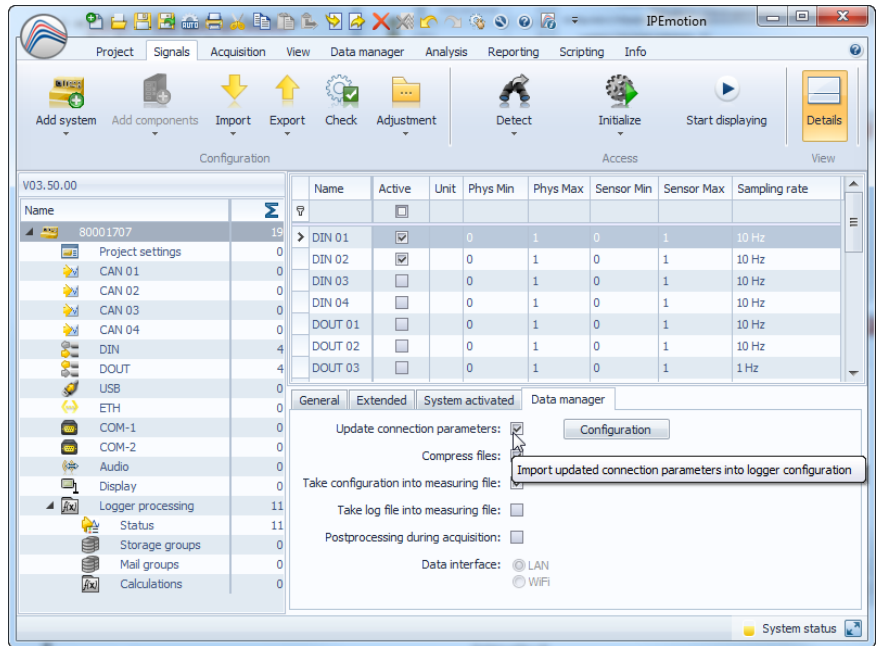 IPEmotion
Project Signals Acquisition View Data manager Analysis Reporting Scripting Info
Add system Add components Import Export Check Adjustment Detect Initialize Start displaying Details
Configuration Access View
V03.50.00
Name Σ
80001707 19
Project settings 0
CAN 01 0
CAN 02 0
CAN 03 0
CAN 04 0
DIN 4
DOUT 4
USB 0
ETH 0
COM-1 0
COM-2 0
Audio 0
Display 0
Logger processing 11
Status 11
Storage groups 0
Mail groups 0
Calculations 0
Name Active Unit Phys Min Phys Max Sensor Min Sensor Max Sampling rate
DIN 01 0 1 0 1 10 Hz
DIN 02 0 1 0 1 10 Hz
DIN 03 0 1 0 1 10 Hz
DIN 04 0 1 0 1 10 Hz
DOUT 01 0 1 0 1 10 Hz
DOUT 02 0 1 0 1 10 Hz
DOUT 03 0 1 0 1 1 Hz
General Extended System activated Data manager
Update connection parameters: Configuration
Compress files:
Import updated connection parameters into logger configuration
Take configuration into measuring file:
Take log file into measuring file:
Postprocessing during acquisition:
Data interface: LAN
WiFi
System status